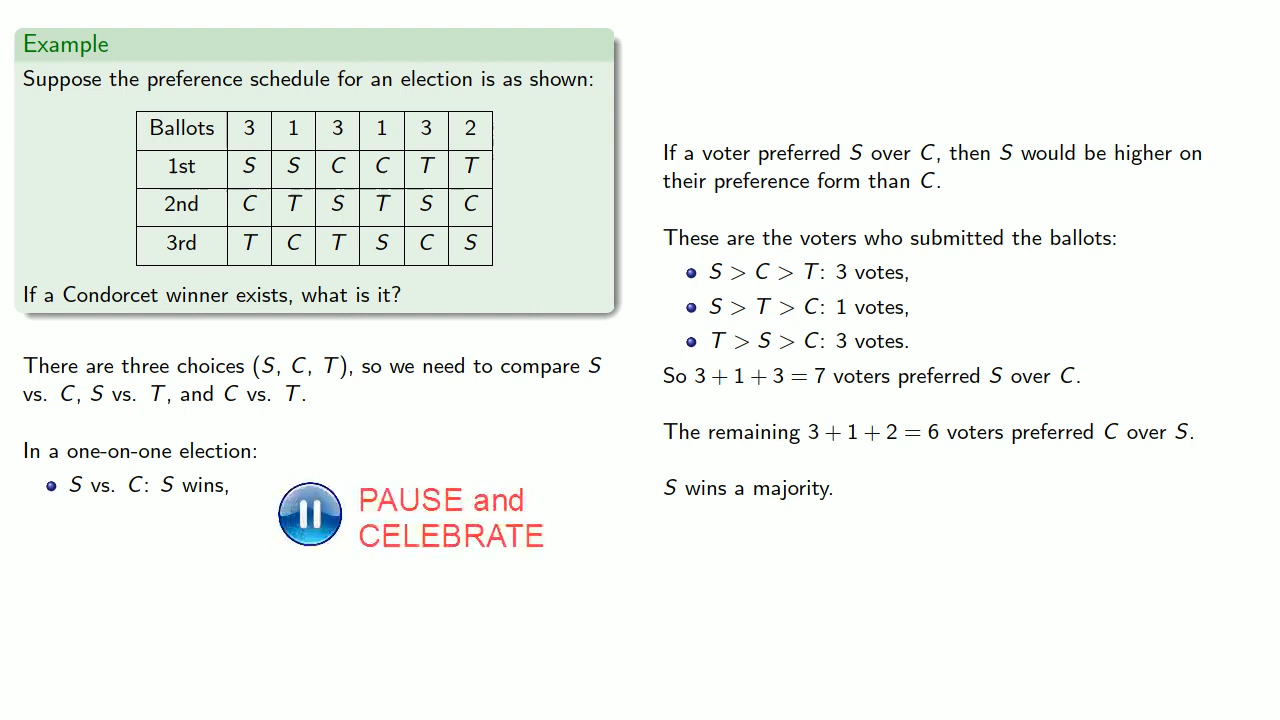 Example
Suppose the preference schedule for an election is as shown:
Ballots 3 1 3 1 3 2
1st S S C C T T
2nd C T S T S C
3rd T C T S C S
If a Condorcet winner exists, what is it?
There are three choices (S, C, T), so we need to compare S
vs. C, S vs. T, and C vs. T.
In a one-on-one election:
S vs. C: S wins,
PAUSE and
CELEBRATE
If a voter preferred S over C, then S would be higher on
their preference form than C.
These are the voters who submitted the ballots:
S > C > T: 3 votes,
S > T > C: 1 votes,
T > S > C: 3 votes.
So 3 + 1 + 3 = 7 voters preferred S over C.
The remaining 3 + 1 + 2 = 6 voters preferred C over S.
S wins a majority.